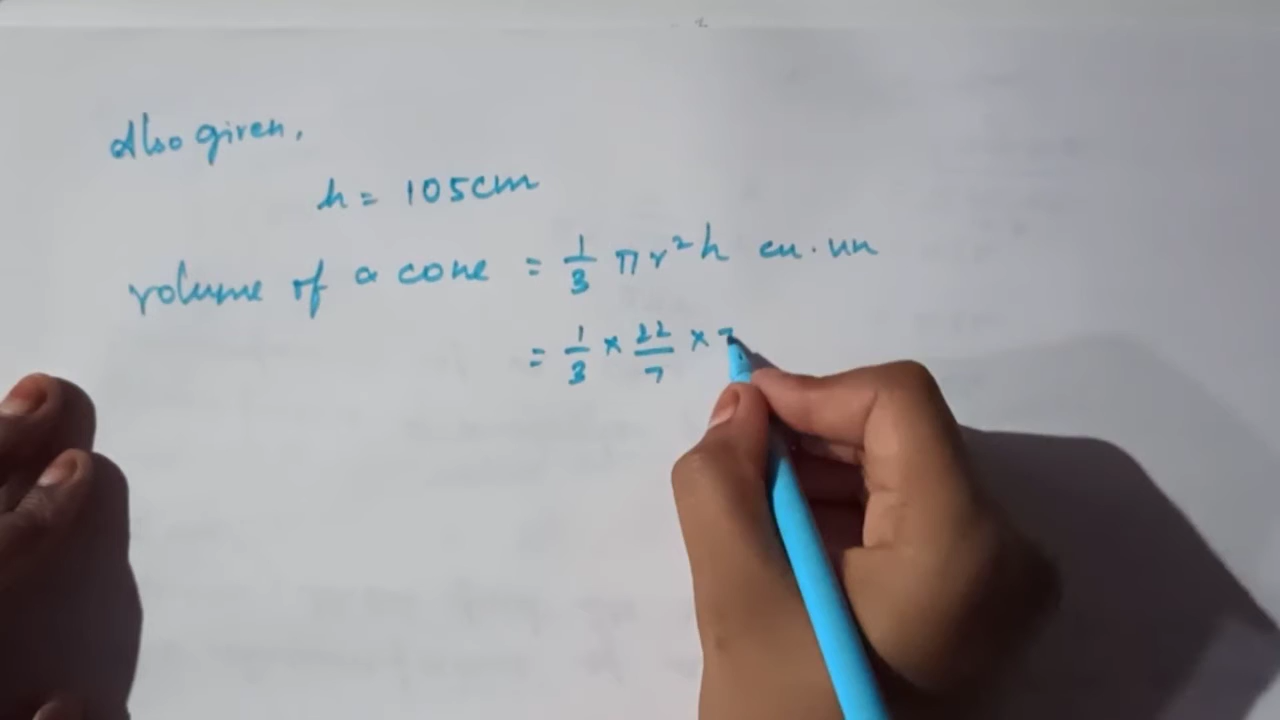 Also given,
h = 105cm
volume of a cone = 1/3 πr²h cu. un
= 1/3 × 22/7 ×